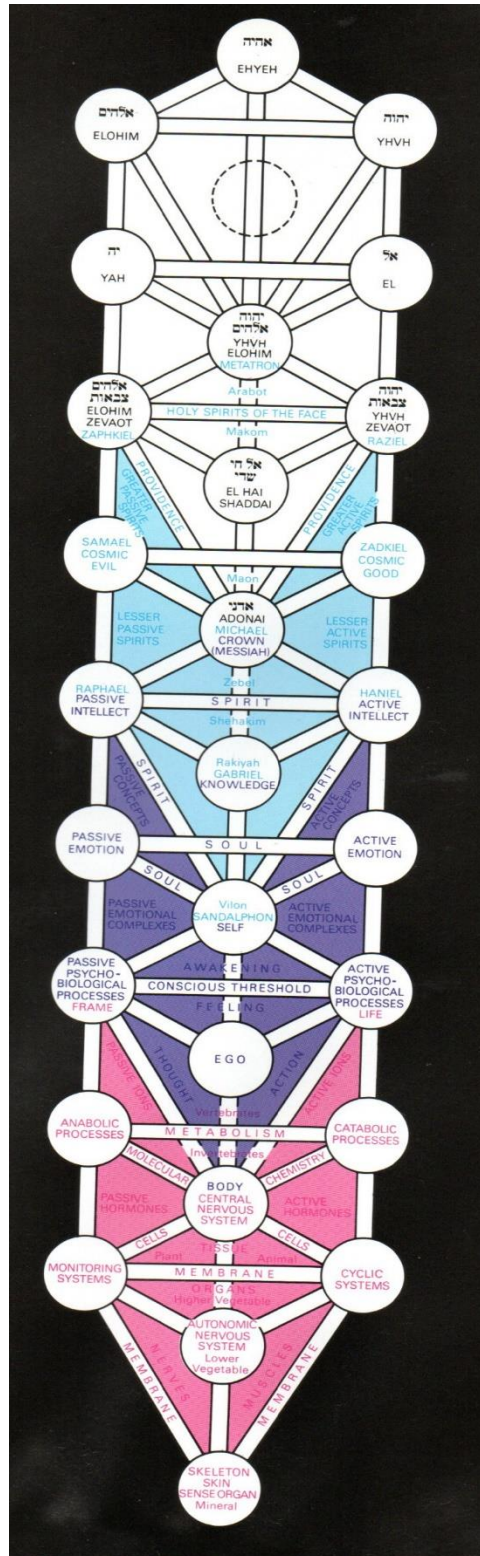 אהיה
EHYEH
אלהים
ELOHIM
יהוה
YHVH
יה
YAH
אל
EL
יהוה
אלהים
YHVH
ELOHIM
METATRON
אלהים
צבאות
ELOHIM
ZEVAOT
ZAPHKIEL
Arabot
HOLY SPIRITS OF THE FACE
Makom
יהוה
צבאות
YHVH
ZEVAOT
RAZIEL
אל חי
שדי
EL HAI
SHADDAI
PROVIDENCE
GREATER
PASSIVE
SPIRITS
PROVIDENCE
GREATER
ACTIVE
SPIRITS
SAMAEL
COSMIC
EVIL
ZADKIEL
COSMIC
GOOD
Maon
LESSER
PASSIVE
SPIRITS
אדני
ADONAI
MICHAEL
CROWN
(MESSIAH)
LESSER
ACTIVE
SPIRITS
RAPHAEL
PASSIVE
INTELLECT
Zebel
SPIRIT
Shehakim
HANIEL
ACTIVE
INTELLECT
Rakiyah
GABRIEL
KNOWLEDGE
PASSIVE
CONCEPTS
SPIRIT
SPIRIT
ACTIVE
CONCEPTS
PASSIVE
EMOTION
SOUL
ACTIVE
EMOTION
SOUL
SOUL
PASSIVE
EMOTIONAL
COMPLEXES
Vilon
SANDALPHON
SELF
ACTIVE
EMOTIONAL
COMPLEXES
PASSIVE
PSYCHO-
BIOLOGICAL
PROCESSES
FRAME
AWAKENING
CONSCIOUS THRESHOLD
FEELING
ACTIVE
PSYCHO-
BIOLOGICAL
PROCESSES
LIFE
EGO
PASSIVE IONS
THOUGHT
ACTION
ACTIVE IONS
ANABOLIC
PROCESSES
Vertebrates
METABOLISM
Invertebrates
CATABOLIC
PROCESSES
MOLECULAR
CHEMISTRY
PASSIVE
HORMONES
BODY
CENTRAL
NERVOUS
SYSTEM
ACTIVE
HORMONES
CELLS
CELLS
TISSUE
Plant
Animal
MONITORING
SYSTEMS
MEMBRANE
CYCLIC
SYSTEMS
ORGANS
Higher Vegetable
AUTONOMIC
NERVOUS
SYSTEM
Lower
Vegetable
MEMBRANE
NERVES
MUSCLES
MEMBRANE
SKELETON
SKIN
SENSE ORGAN
Mineral